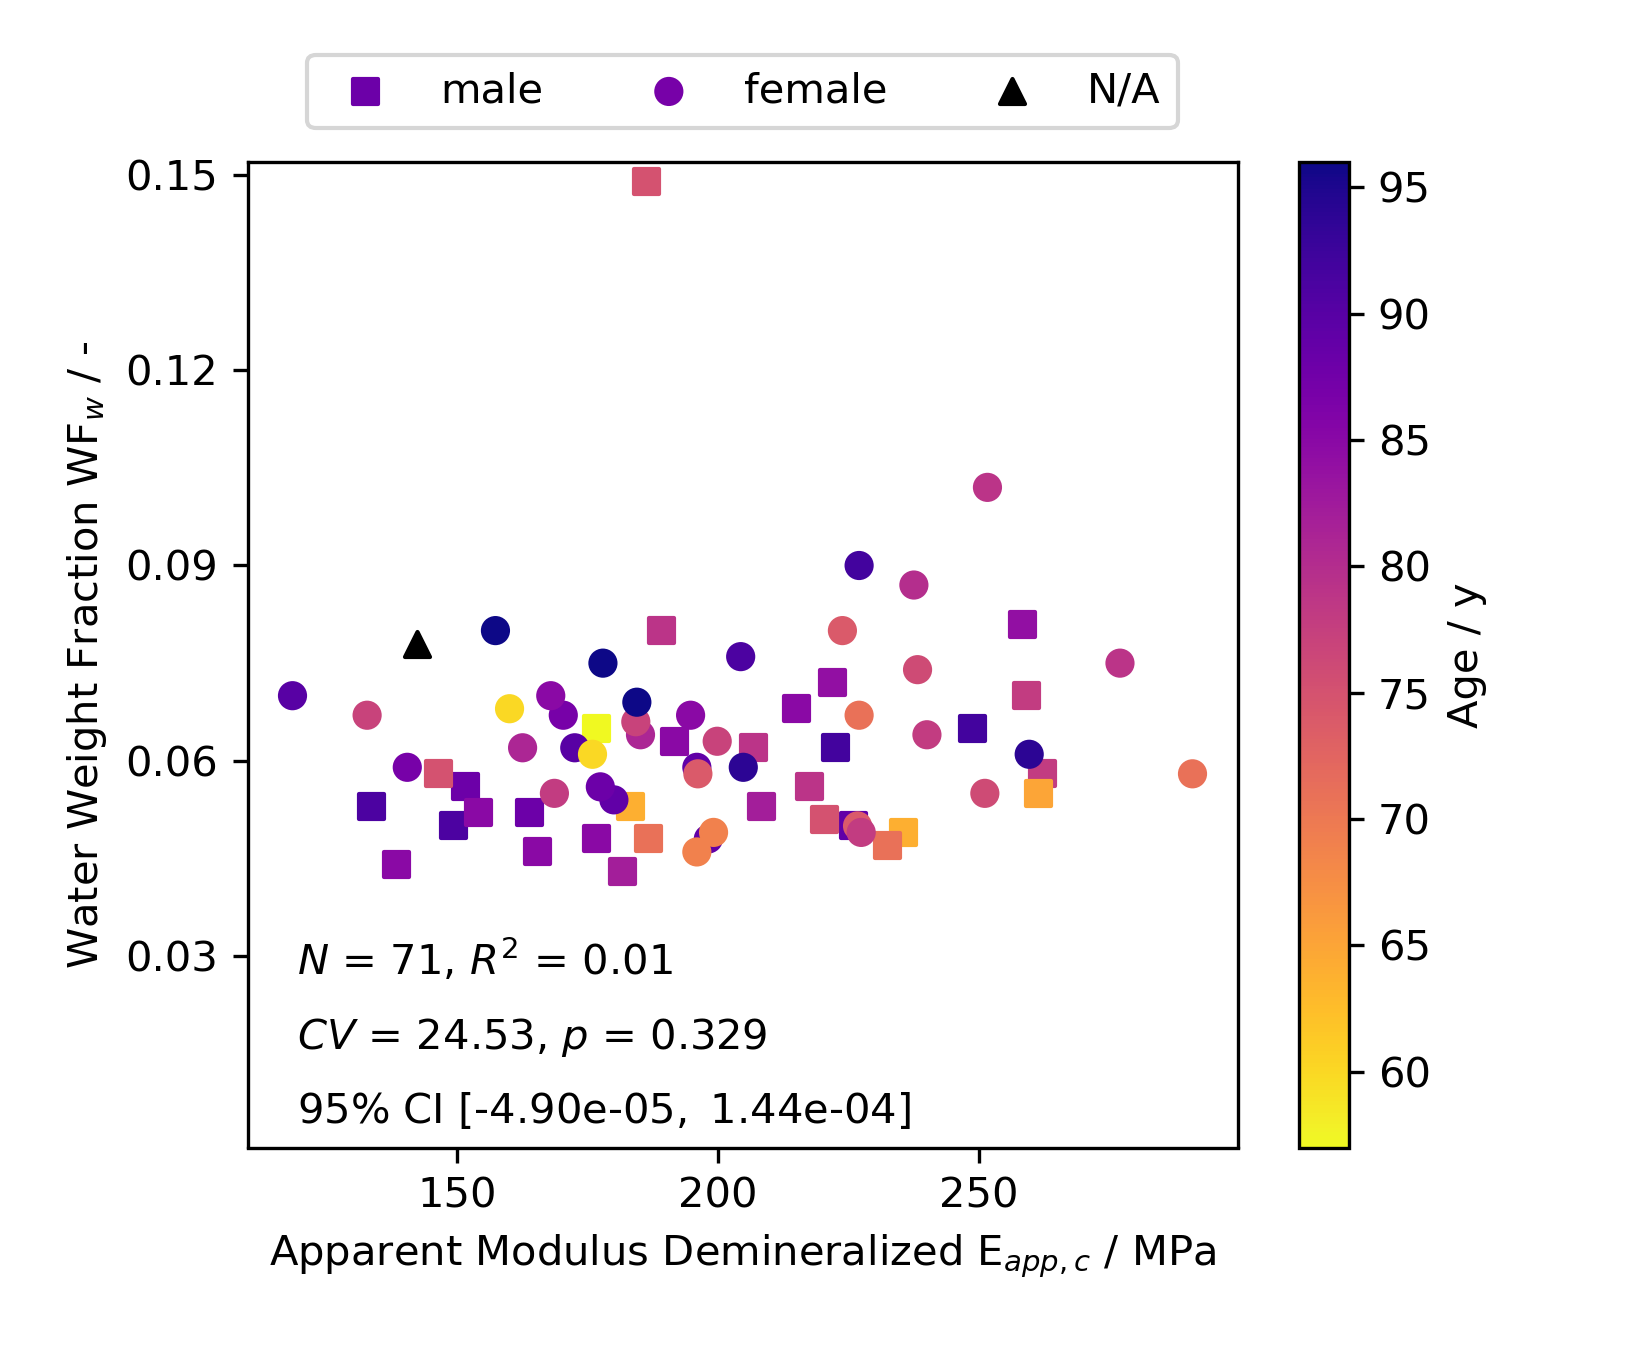 male female N/A
0.15
0.12
0.09
0.06
0.03
Water Weight Fraction WF_w / -
N = 71, R² = 0.01
CV = 24.53, p = 0.329
95% CI [-4.90e-05, 1.44e-04]
150 200 250
Apparent Modulus Demineralized E_app,c / MPa
95
90
85
80
75
70
65
60
Age / y